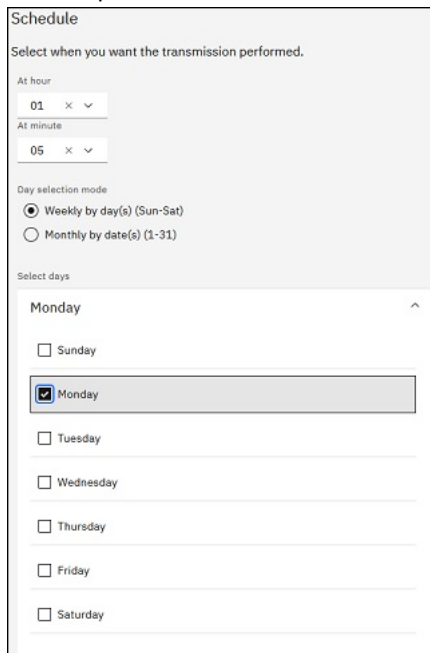 Schedule
Select when you want the transmission performed.
At hour
01
At minute
05
Day selection mode
Weekly by day(s) (Sun-Sat)
Monthly by date(s) (1-31)
Select days
Monday
Sunday
Monday
Tuesday
Wednesday
Thursday
Friday
Saturday